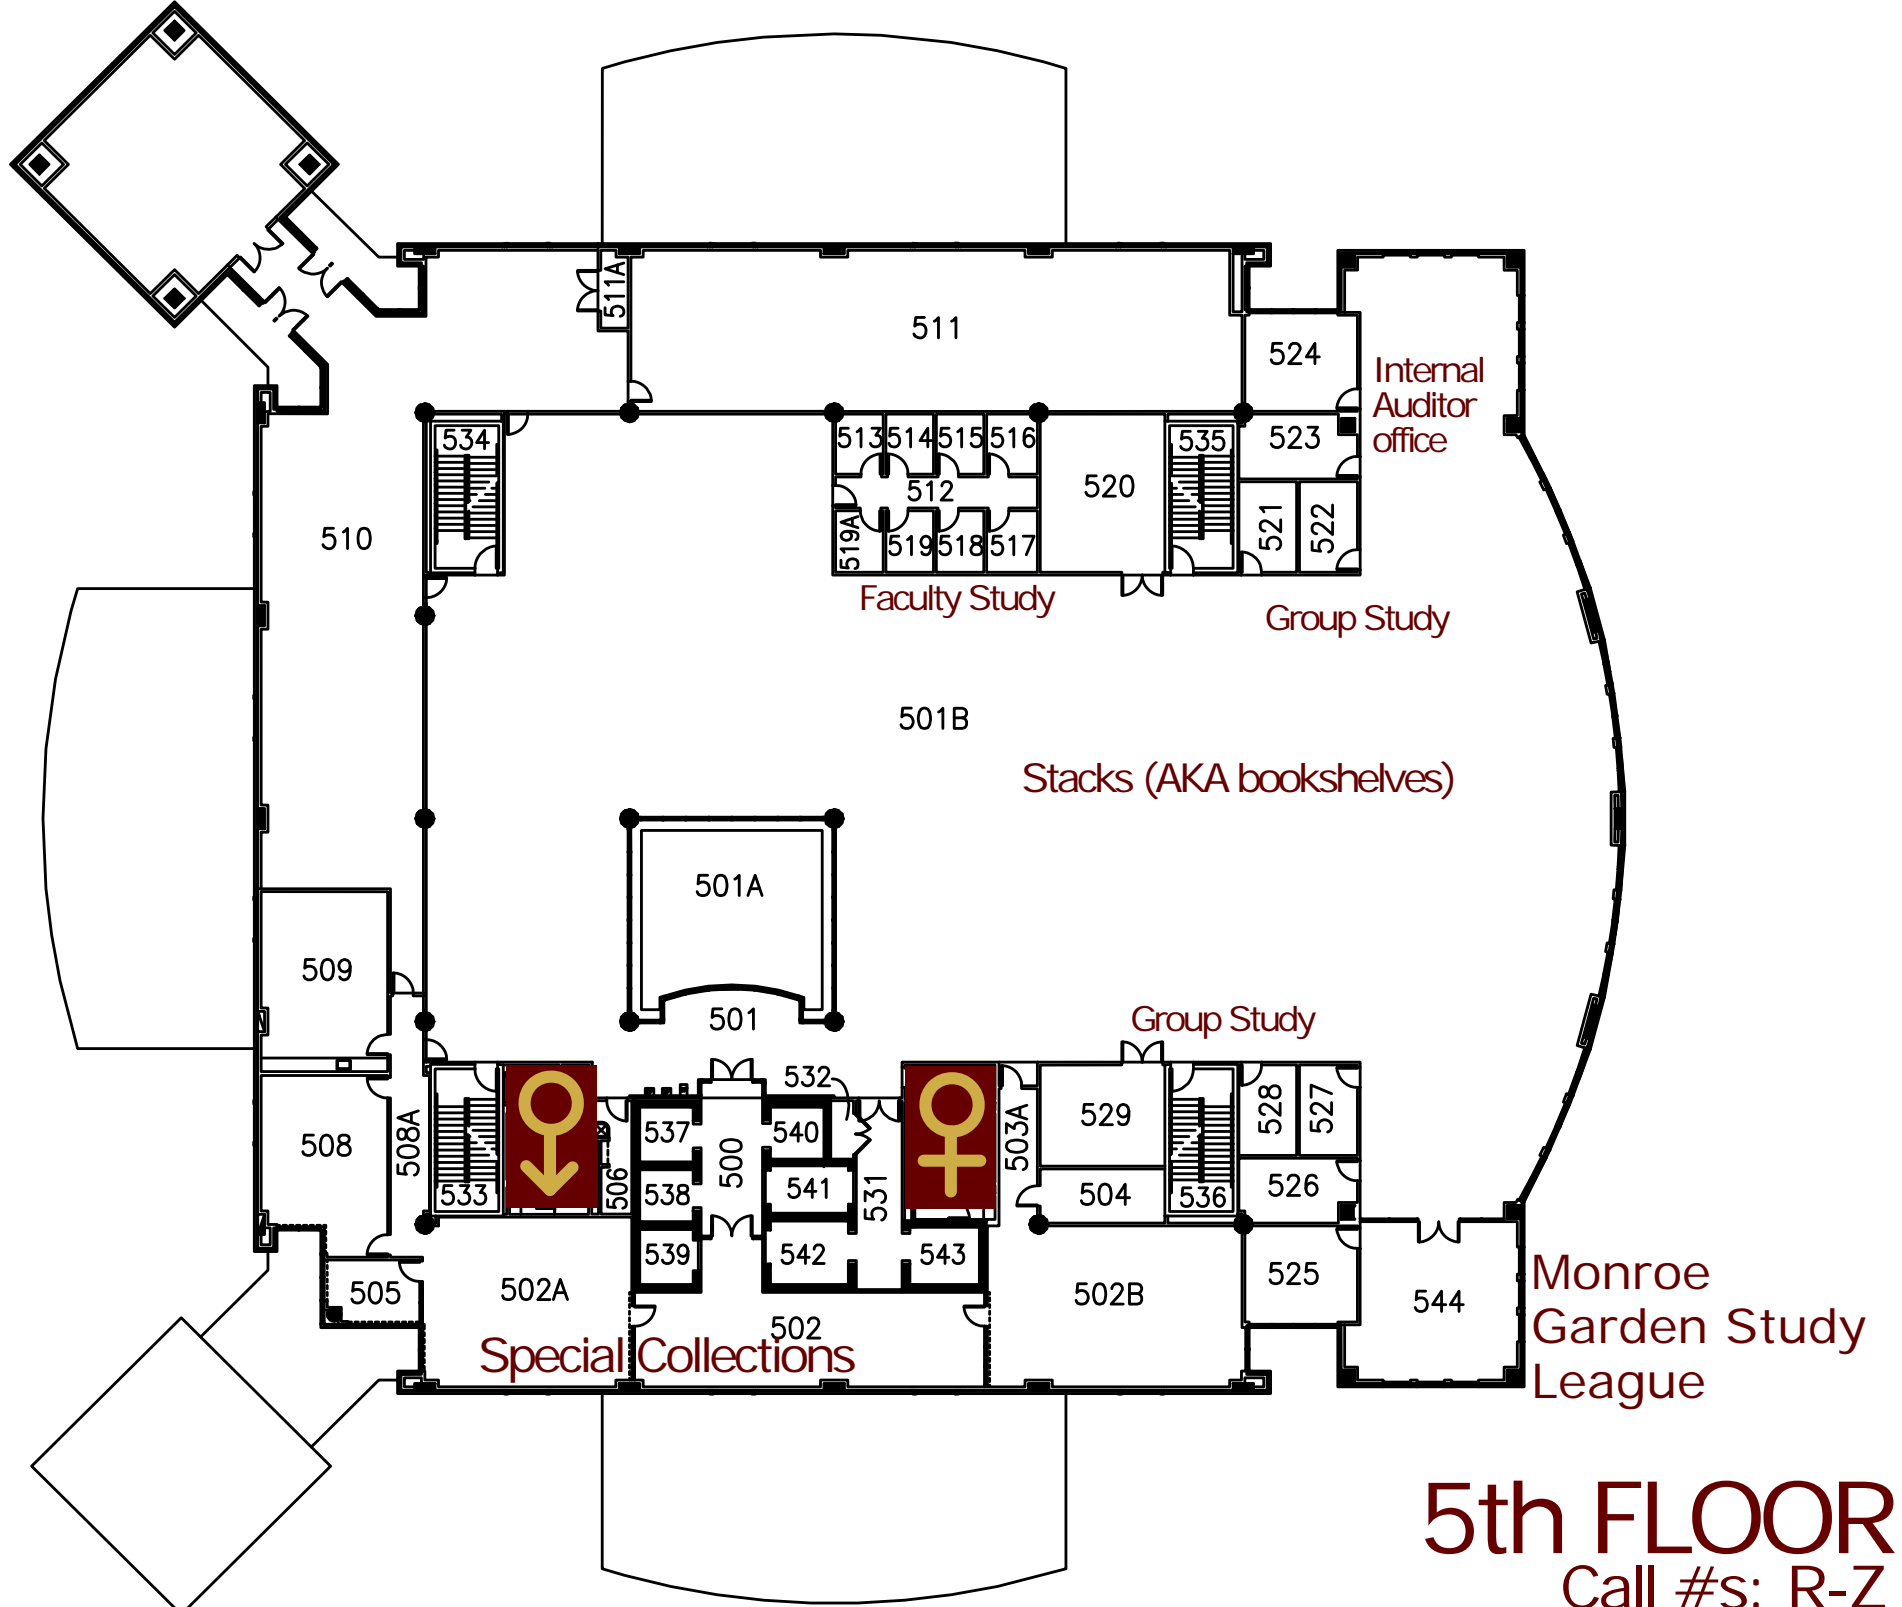 511A
511
524
Internal
Auditor
office
534
513
514
515
516
535
523
512
520
510
519A
519
518
517
521
522
Faculty Study
Group Study
501B
Stacks (AKA bookshelves)
501A
509
501
Group Study
532
537
540
500
503A
529
528
527
508
508A
533
506
538
541
531
504
536
526
539
542
543
505
502A
502
502B
525
544
Special Collections
Monroe
Garden Study
League
5th FLOOR
Call #s: R-Z